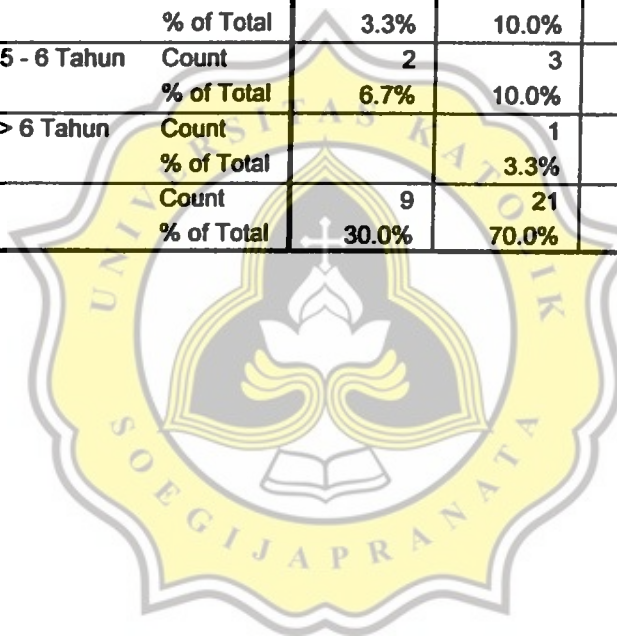 % of Total 3.3% 10.0%
5 - 6 Tahun Count 2 3
% of Total 6.7% 10.0%
> 6 Tahun Count 1
% of Total 3.3%
Count 9 21
% of Total 30.0% 70.0%
UNIVERSITAS KATOLIK
SOEGIJAPRANATA